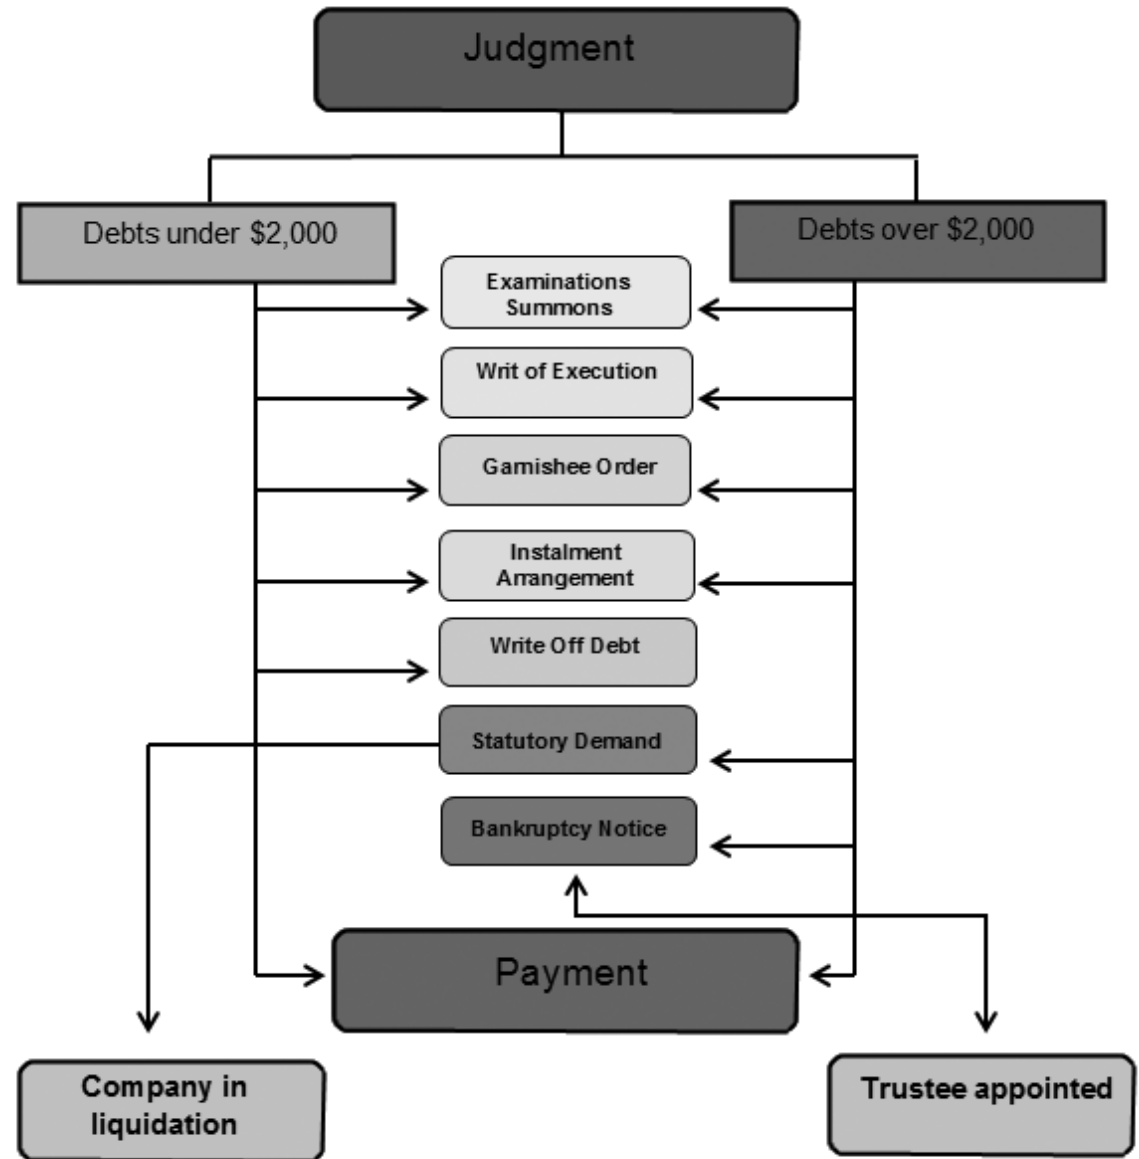 Judgment
Debts under $2,000
Debts over $2,000
Examinations
Summons
Writ of Execution
Garnishee Order
Instalment
Arrangement
Write Off Debt
Statutory Demand
Bankruptcy Notice
Payment
Company in
liquidation
Trustee appointed